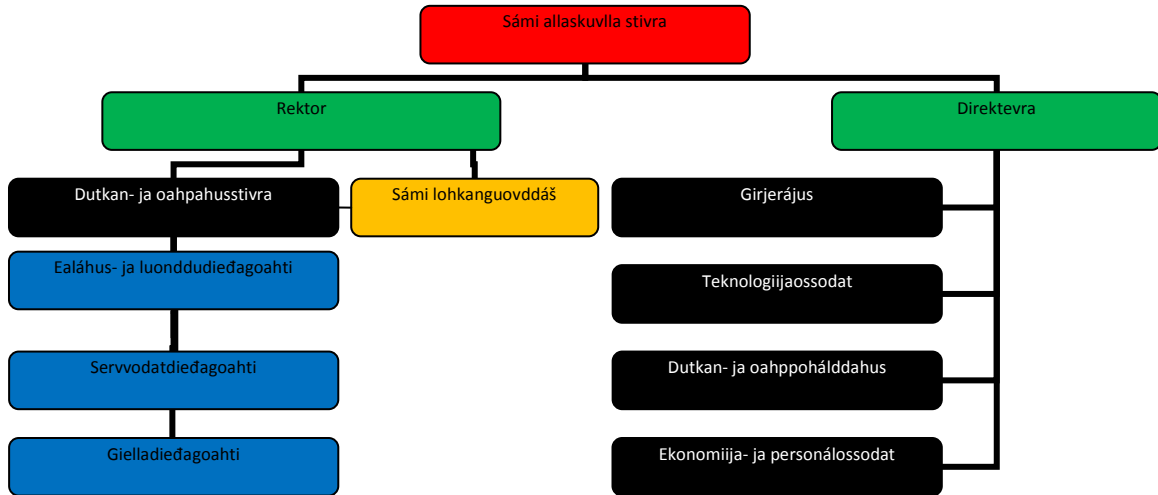 Sámi allaskuvlla stivra
Rektor
Direktevra
Dutkan- ja oahpahusstivra
Sámi lohkanguovddáš
Girjerájus
Ealáhus- ja luonddudieđagoahti
Teknologiijaossodat
Servvodatdieđagoahti
Dutkan- ja oahppohálddahus
Gielladieđagoahti
Ekonomiija- ja personálossodat